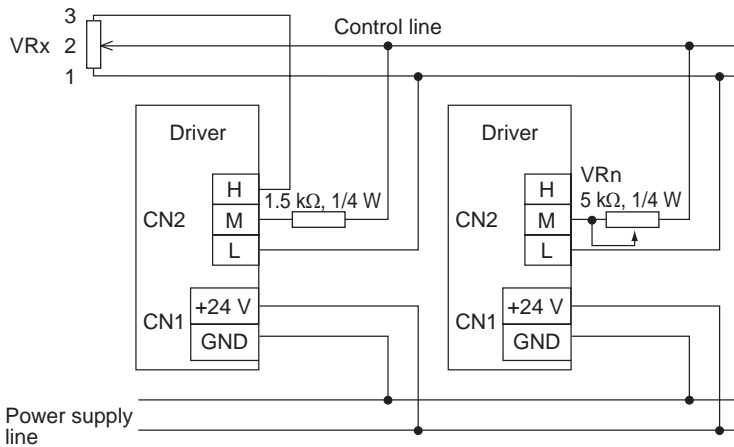 3
Control line
VRx 2
1
Driver
Driver
VRn
H
1.5 kΩ, 1/4 W
H
5 kΩ, 1/4 W
CN2
M
CN2
M
L
L
+24 V
+24 V
CN1
CN1
GND
GND
Power supply
line